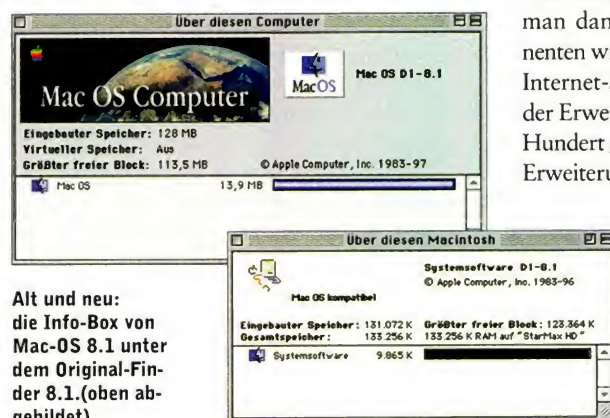 Über diesen Computer
Mac OS Computer
MacOS
Mac OS D1-8.1
Eingebauter Speicher: 128 MB
Virtueller Speicher: Aus
Größter freier Block: 113,5 MB
© Apple Computer, Inc. 1983-97
Mac OS 13,9 MB
man dan
nenten w
Internet-
der Erwe
Hundert
Erweiteru
Über diesen Macintosh
Mac OS kompatibel
Systemsoftware D1-8.1
© Apple Computer, Inc. 1983-96
Eingebauter Speicher: 131.072 K Größter freier Block: 123.364 K
Gesamtspeicher: 133.256 K 133.256 K RAM auf "StarMax HD"
Systemsoftware 9.865 K
Alt und neu:
die Info-Box von
Mac-OS 8.1 unter
dem Original-Fin-
der 8.1.(oben ab-
gebildet)